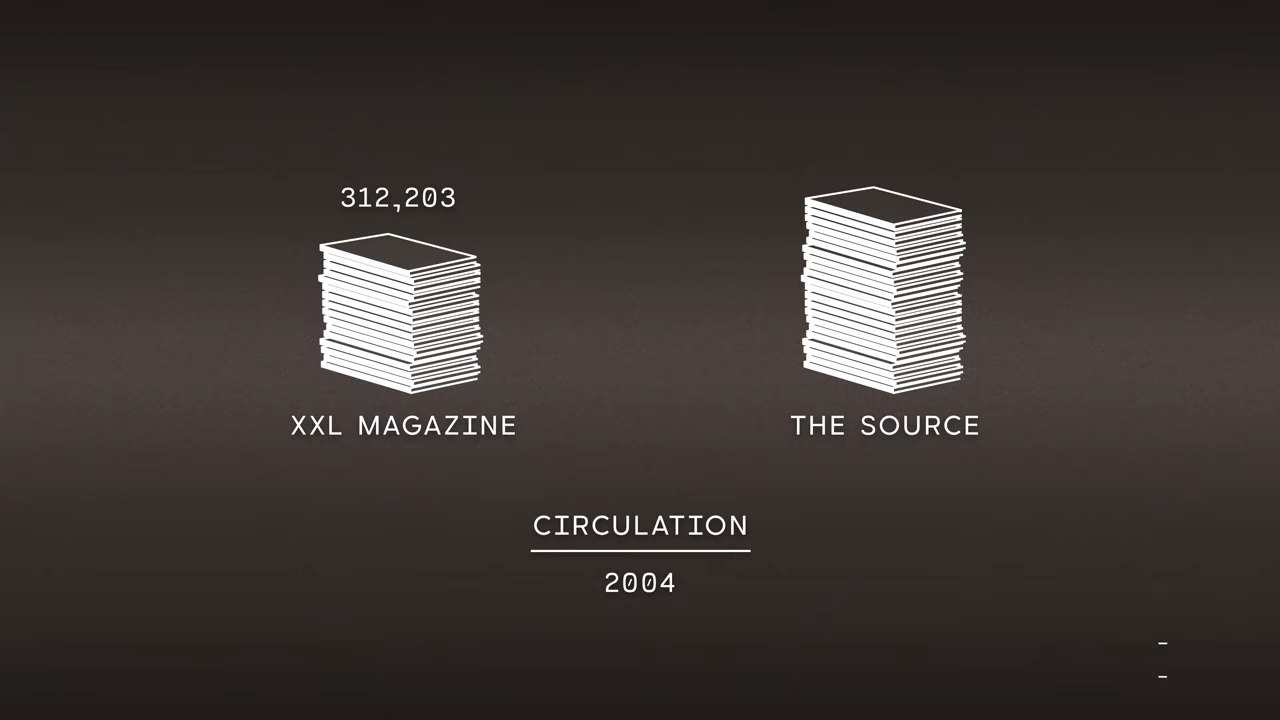 312,203
XXL MAGAZINE
THE SOURCE
CIRCULATION
2004